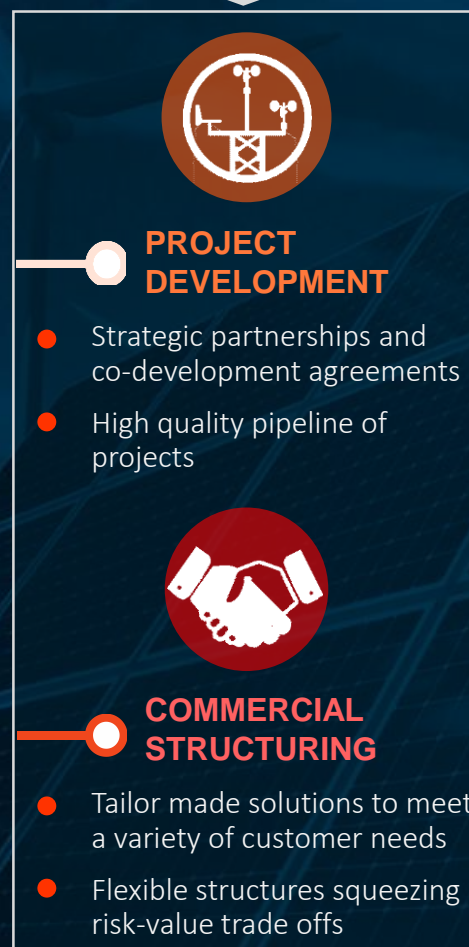 PROJECT
DEVELOPMENT
Strategic partnerships and
co-development agreements
High quality pipeline of
projects
COMMERCIAL
STRUCTURING
Tailor made solutions to meet
a variety of customer needs
Flexible structures squeezing
risk-value trade offs